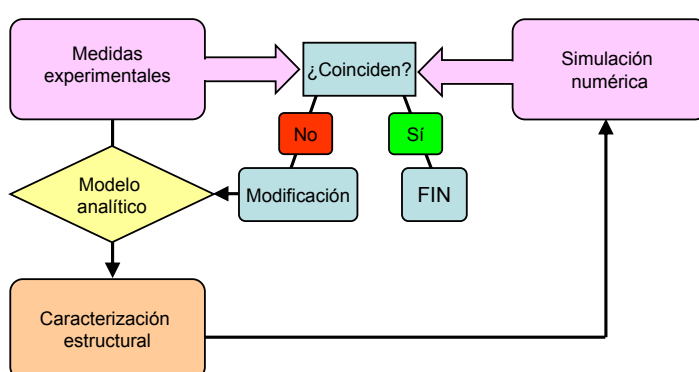 Medidas
experimentales
¿Coinciden?
Simulación
numérica
No
Sí
Modelo
analítico
Modificación
FIN
Caracterización
estructural